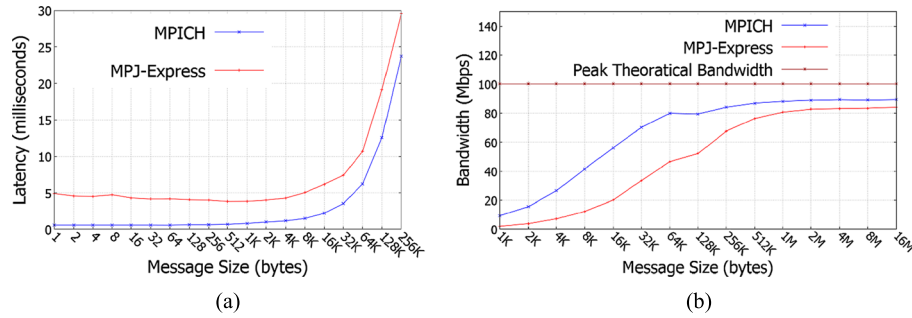 30
25
20
15
10
5
0
Latency (milliseconds)
MPICH
MPJ-Express
1 2 4 8 16 32 64 128 256 512 1K 2K 4K 8K 16K 32K 64K 128K 256K
Message Size (bytes)
(a)
140
120
100
80
60
40
20
0
Bandwidth (Mbps)
MPICH
MPJ-Express
Peak Theoratical Bandwidth
1K 2K 4K 8K 16K 32K 64K 128K 256K 512K 1M 2M 4M 8M 16M
Message Size (bytes)
(b)